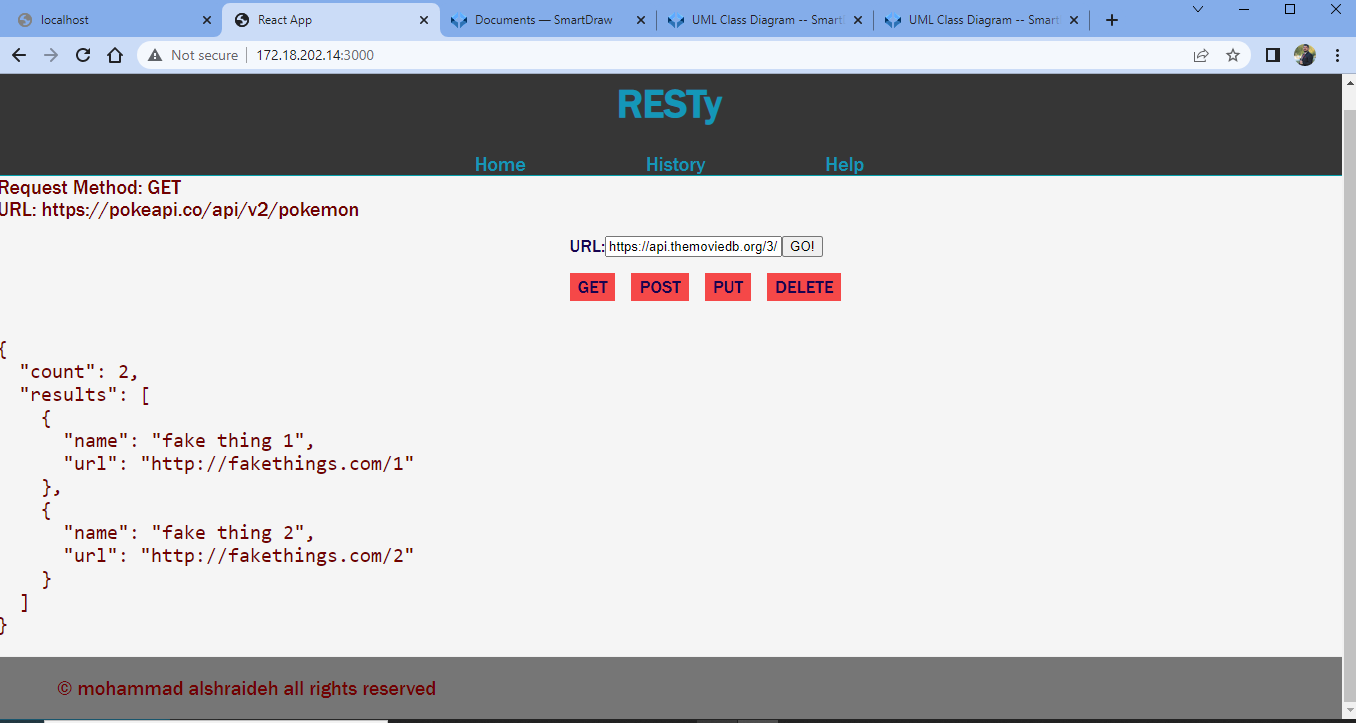 localhost
React App
Documents — SmartDraw
UML Class Diagram -- Smart
UML Class Diagram -- Smart
Not secure
172.18.202.14:3000
RESTy
Home History Help
Request Method: GET
URL: https://pokeapi.co/api/v2/pokemon
URL: https://api.themoviedb.org/3/ GO!
GET POST PUT DELETE
{
"count": 2,
"results": [
{
"name": "fake thing 1",
"url": "http://fakethings.com/1"
},
{
"name": "fake thing 2",
"url": "http://fakethings.com/2"
}
]
}
© mohammad alshraideh all rights reserved